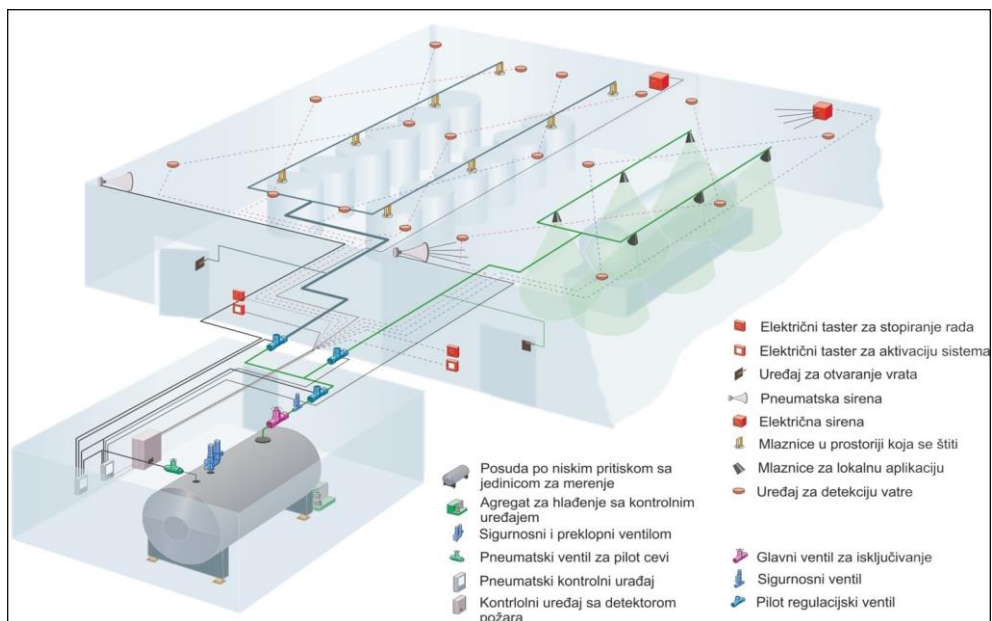 Električni taster za stopiranje rada
Električni taster za aktivaciju sistema
Uređaj za otvaranje vrata
Pneumatska sirena
Električna sirena
Mlaznice u prostoriji koja se štiti
Mlaznice za lokalnu aplikaciju
Uređaj za detekciju vatre
Posuda po niskim pritiskom sa
jedinicom za merenje
Agregat za hlađenje sa kontrolnim
uređajem
Sigurnosni i preklopni ventilom
Pneumatski ventil za pilot cevi
Pneumatski kontrolni urađaj
Kontrlolni uređaj sa detektorom
požara
Glavni ventil za isključivanje
Sigurnosni ventil
Pilot regulacijski ventil